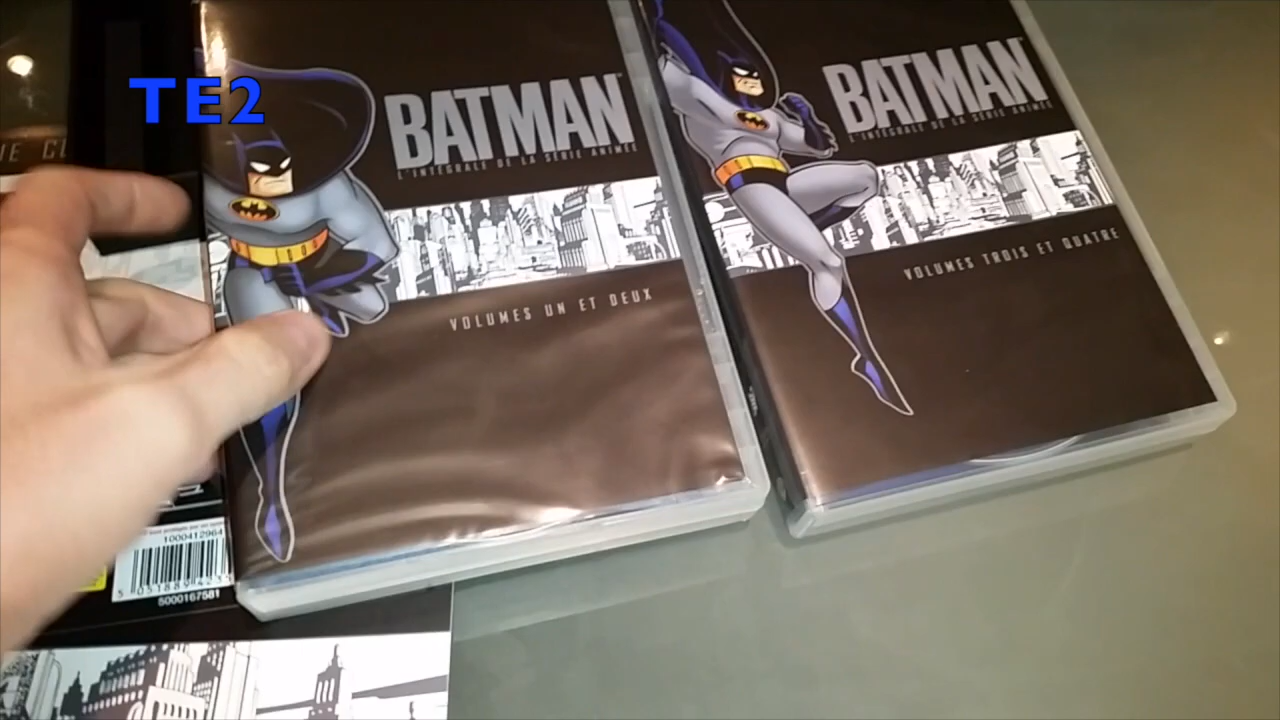 TE2
BATMAN
L'INTÉGRALE DE LA SÉRIE ANIMÉE
VOLUMES UN ET DEUX
BATMAN
L'INTÉGRALE DE LA SÉRIE ANIMÉE
VOLUMES TROIS ET QUATRE
1000412964
5000167581